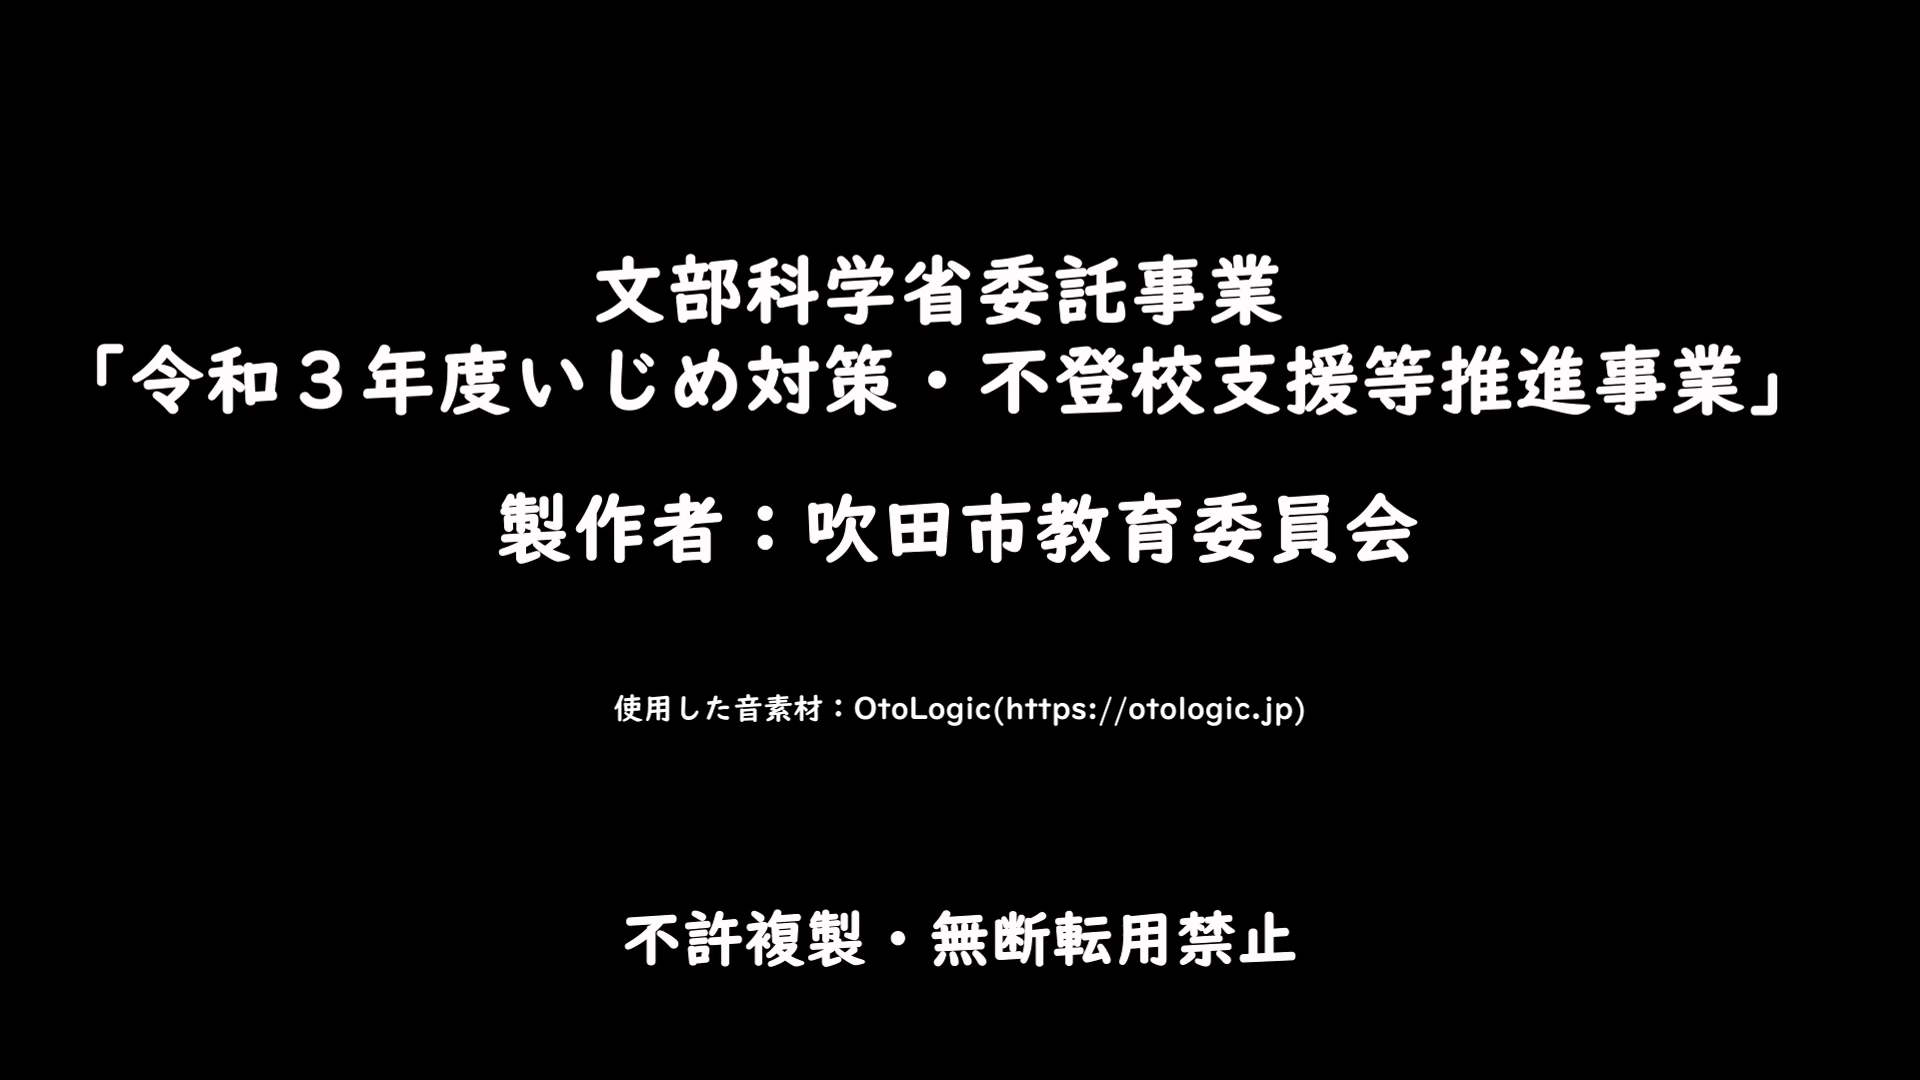 文部科学省委託事業
「令和３年度いじめ対策・不登校支援等推進事業」
製作者：吹田市教育委員会
使用した音素材：OtoLogic(https://otologic.jp)
不許複製・無断転用禁止